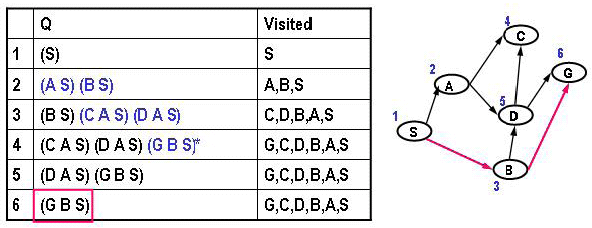 Q Visited
1 (S) S
2 (A S) (B S) A,B,S
3 (B S) (C A S) (D A S) C,D,B,A,S
4 (C A S) (D A S) (G B S)* G,C,D,B,A,S
5 (D A S) (G B S) G,C,D,B,A,S
6 (G B S) G,C,D,B,A,S
4
C
6
G
2
A
5
D
1
S
B
3